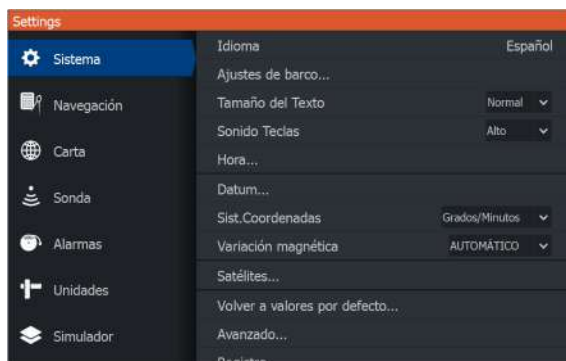 Settings
Sistema
Navegación
Carta
Sonda
Alarmas
Unidades
Simulador
Idioma Español
Ajustes de barco...
Tamaño del Texto Normal
Sonido Teclas Alto
Hora...
Datum...
Sist.Coordenadas Grados/Minutos
Variación magnética AUTOMÁTICO
Satélites...
Volver a valores por defecto...
Avanzado...